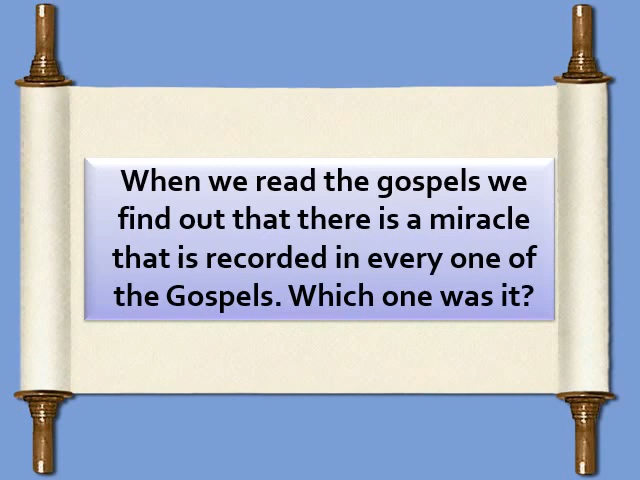 When we read the gospels we
find out that there is a miracle
that is recorded in every one of
the Gospels. Which one was it?